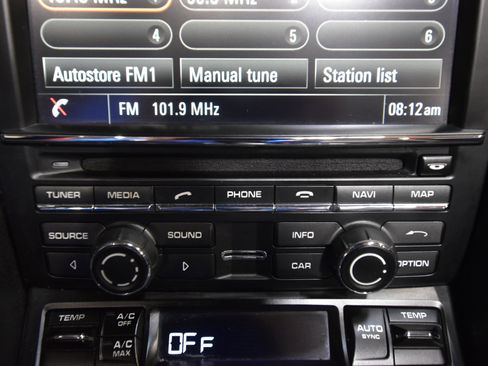 4 5 6
Autostore FM1 Manual tune Station list
FM 101.9 MHz 08:12am
TUNER MEDIA PHONE NAVI MAP
SOURCE SOUND INFO
CAR OPTION
TEMP A/C OFF AUTO SYNC TEMP
A/C MAX
OFF